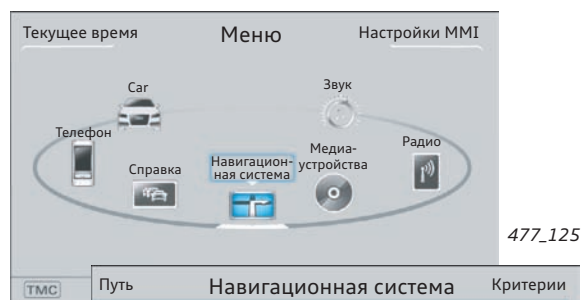 Текущее время
Меню
Настройки MMI
Car
Звук
Телефон
Справка
Навигацион-
ная система
Медиа-
устройства
Радио
477_125
TMC
Путь
Навигационная система
Критерии